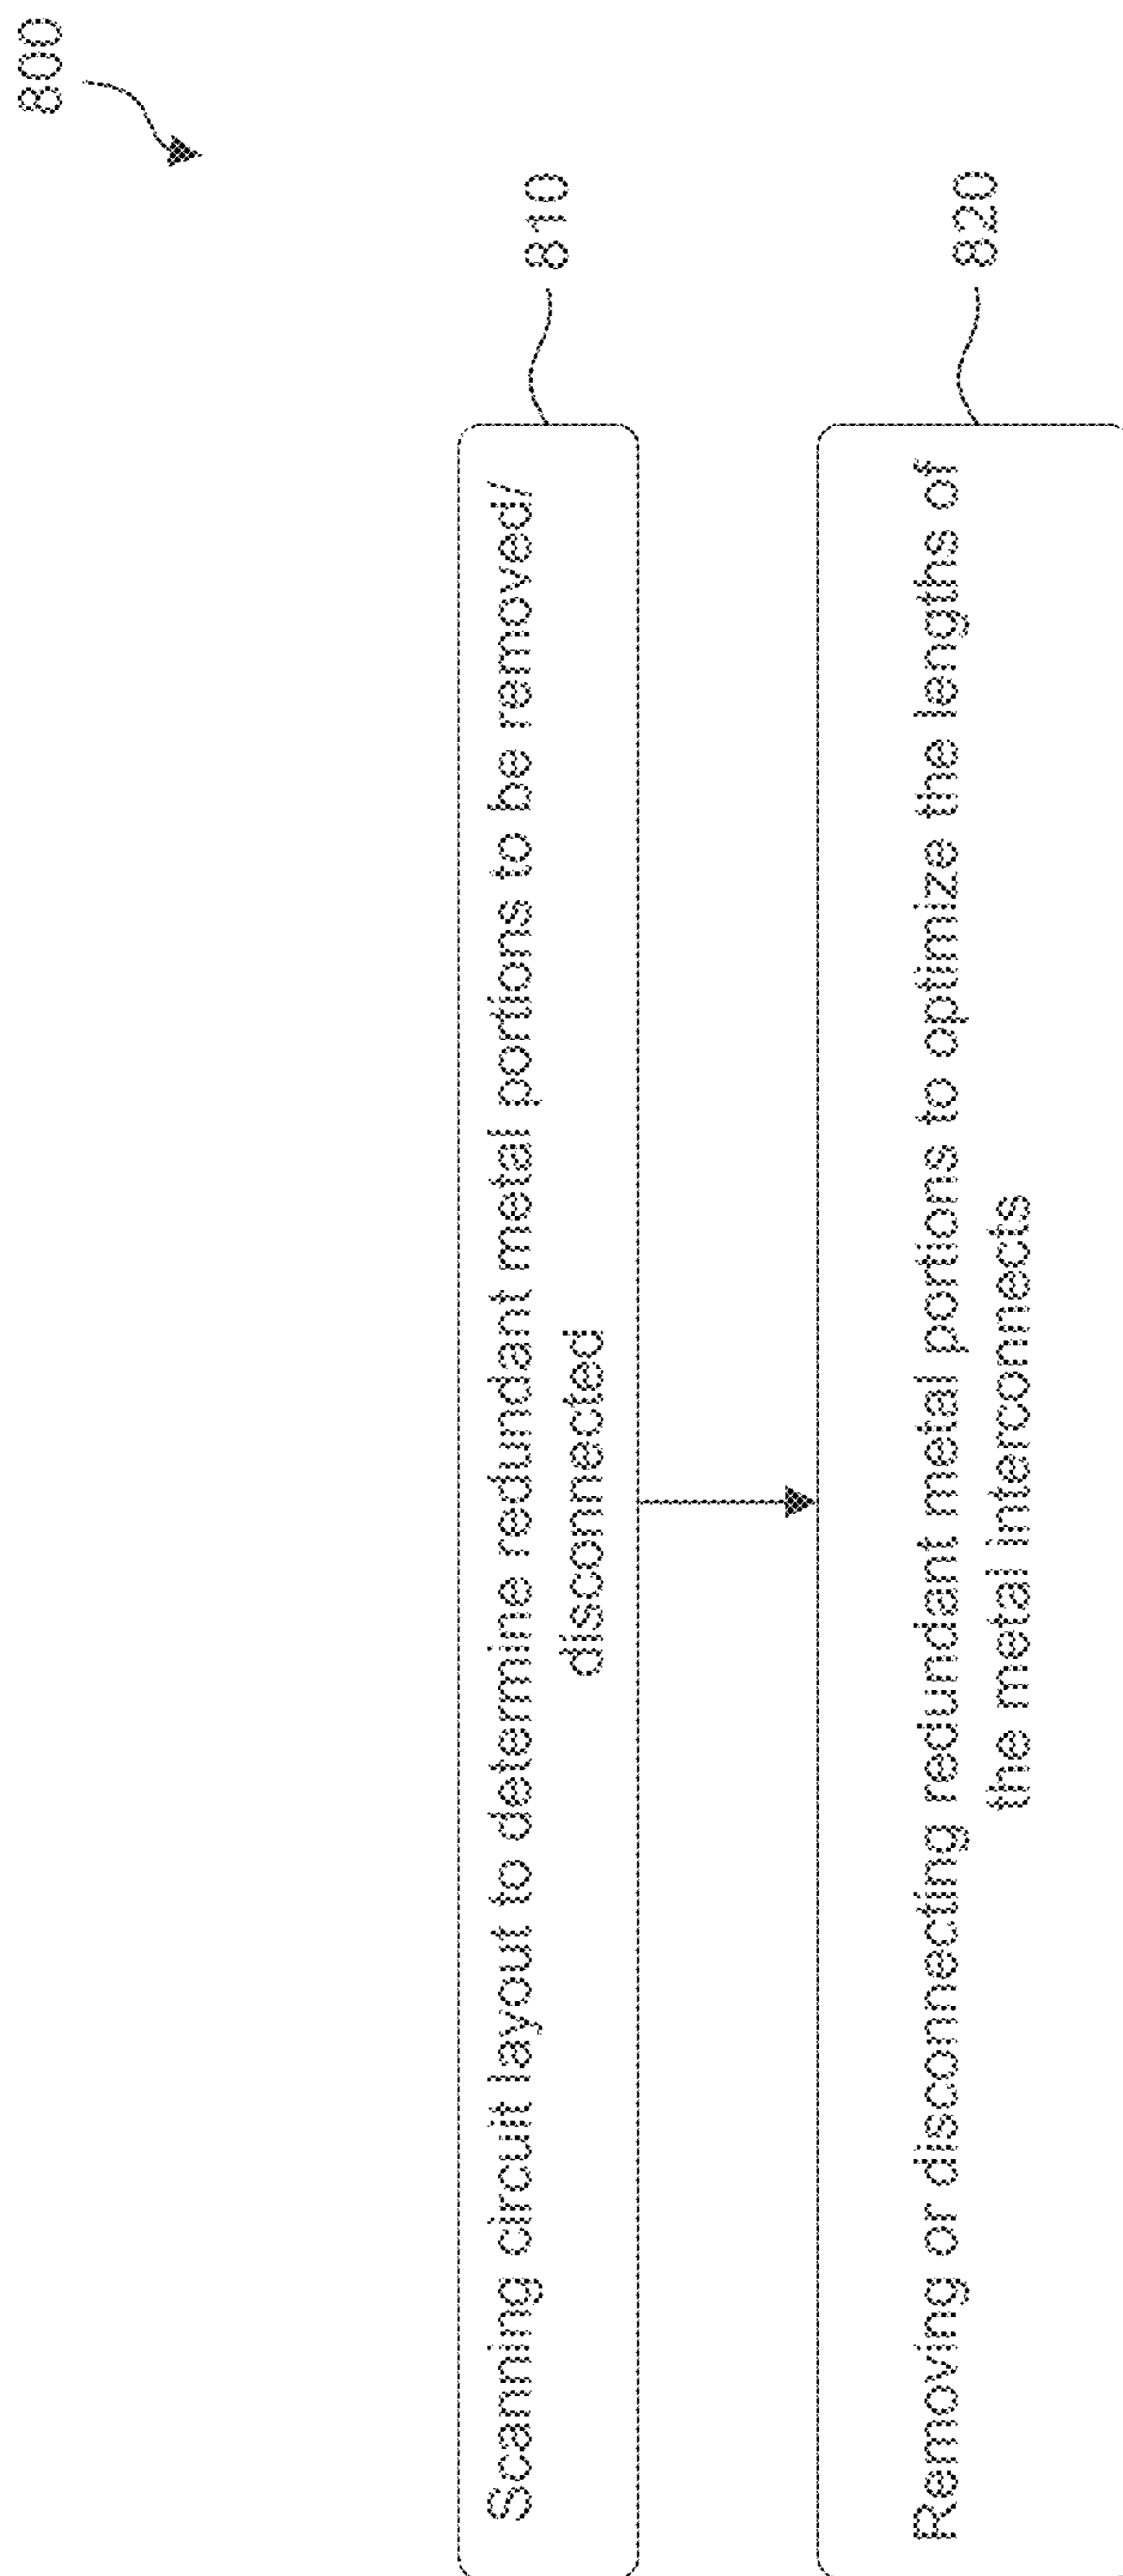 800
Scanning circuit layout to determine redundant metal portions to be removed/
disconnected
810
Removing or disconnecting redundant metal portions to optimize the lengths of
the metal interconnects
820